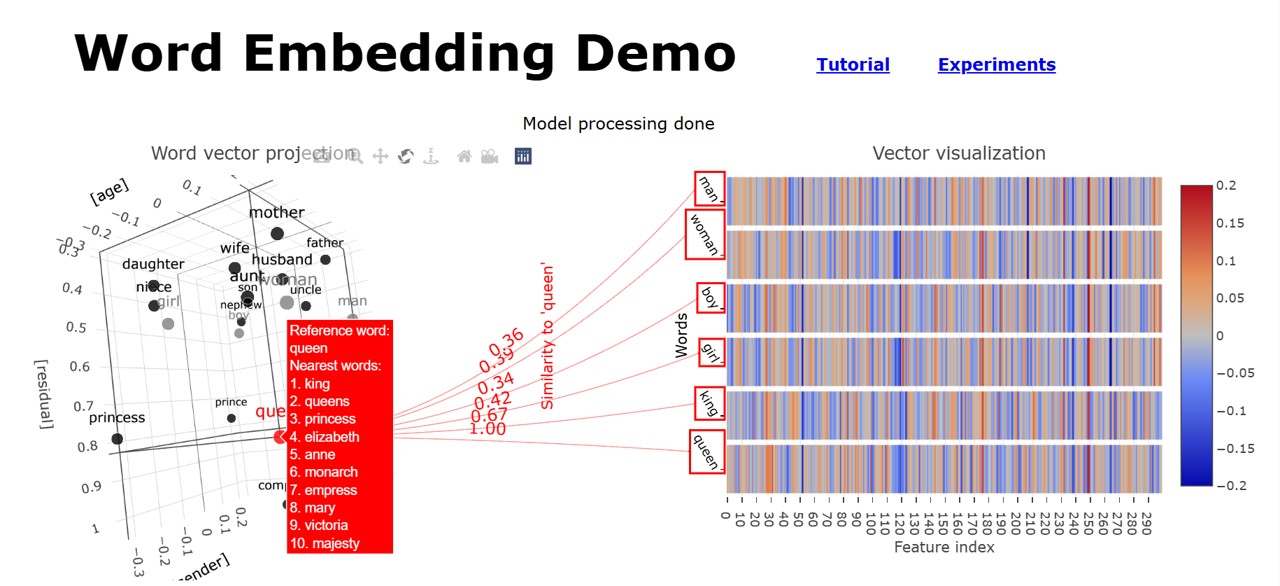 Word Embedding Demo
Tutorial
Experiments
Model processing done
Word vector projection
Vector visualization
[age]
0.1
0
−0.1
−0.2
−0.3
0.3
0.4
0.5
0.6
0.7
0.8
0.9
1
[residual]
−0.3
−0.2
−0.1
0
0.1
0.2
mother
father
wife
husband
daughter
aunt
woman
niece
son
uncle
girl
nephew
man
boy
prince
princess
Reference word:
queen
Nearest words:
1. king
2. queens
3. princess
4. elizabeth
5. anne
6. monarch
7. empress
8. mary
9. victoria
10. majesty
0.36
0.39
0.34
0.42
0.67
1.00
Similarity to 'queen'
Words
man
woman
boy
girl
king
queen
0 10 20 30 40 50 60 70 80 90 100 110 120 130 140 150 160 170 180 190 200 210 220 230 240 250 260 270 280 290
Feature index
0.2
0.15
0.1
0.05
0
−0.05
−0.1
−0.15
−0.2